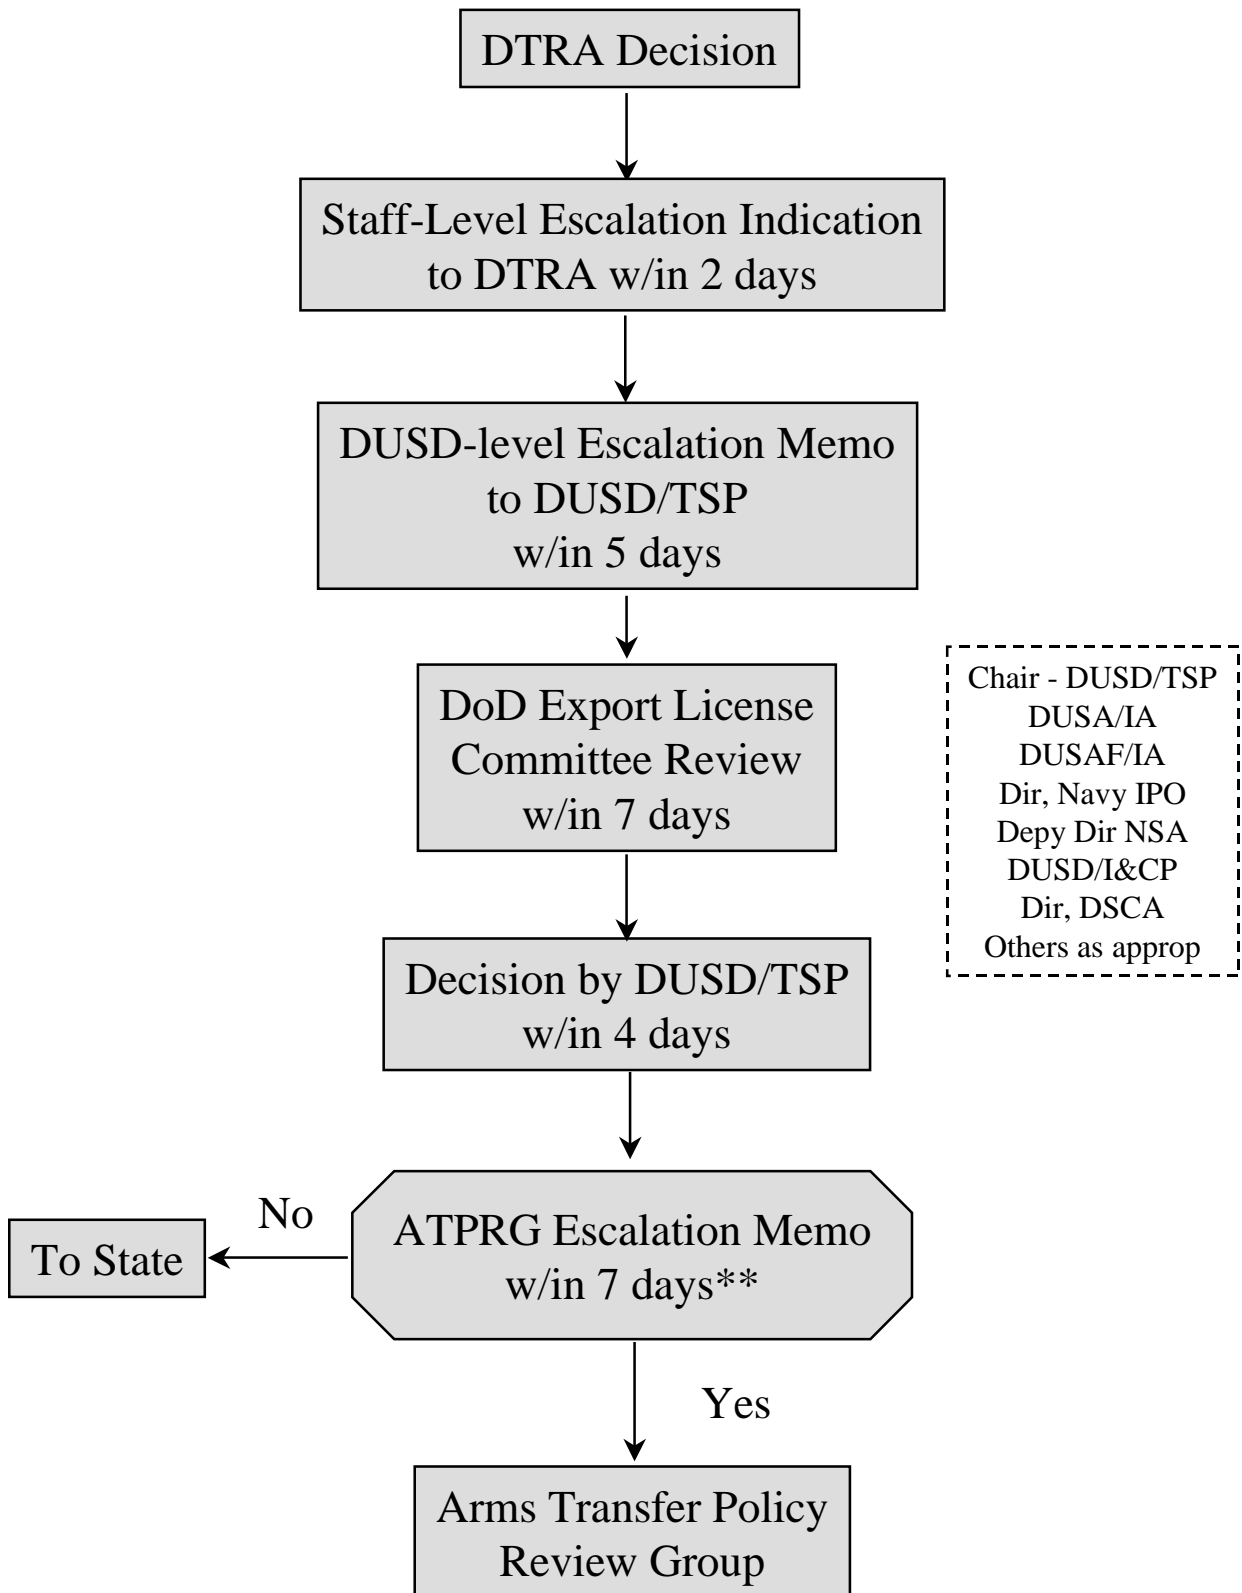 DTRA Decision
Staff-Level Escalation Indication
to DTRA w/in 2 days
DUSD-level Escalation Memo
to DUSD/TSP
w/in 5 days
DoD Export License
Committee Review
w/in 7 days
Chair - DUSD/TSP
DUSA/IA
DUSAF/IA
Dir, Navy IPO
Depy Dir NSA
DUSD/I&CP
Dir, DSCA
Others as approp
Decision by DUSD/TSP
w/in 4 days
ATPRG Escalation Memo
w/in 7 days**
No
To State
Yes
Arms Transfer Policy
Review Group